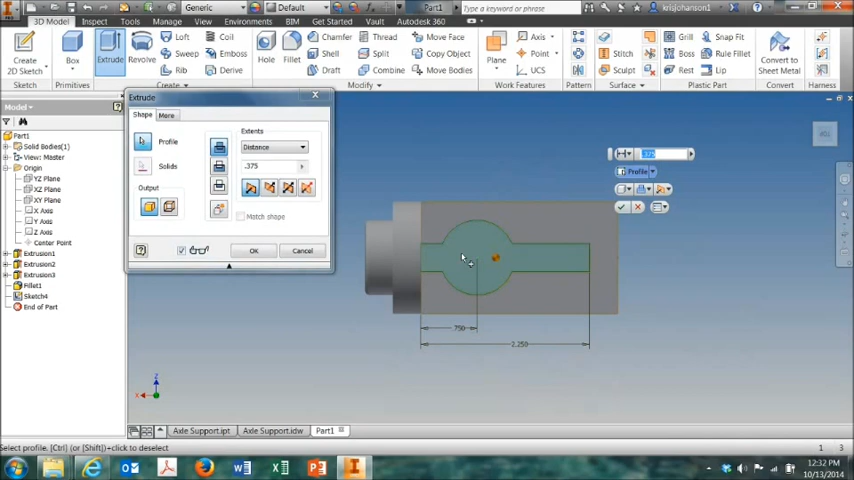 Generic
Default
Part1
Type a keyword or phrase
krisjohanson1
PRO
3D Model
Inspect
Tools
Manage
View
Environments
BIM
Get Started
Vault
Autodesk 360
Create
2D Sketch
Box
Extrude
Revolve
Loft
Sweep
Rib
Coil
Emboss
Derive
Hole
Fillet
Chamfer
Shell
Draft
Thread
Split
Combine
Move Face
Copy Object
Move Bodies
Plane
Axis
Point
UCS
Stitch
Sculpt
Patch
Grill
Boss
Rest
Snap Fit
Rule Fillet
Lip
Convert to
Sheet Metal
Sketch
Primitives
Create
Pattern
Surface
Plastic Part
Model
Part1
Solid Bodies(1)
View: Master
Origin
YZ Plane
XZ Plane
XY Plane
X Axis
Y Axis
Z Axis
Center Point
Extrusion1
Extrusion2
Extrusion3
Fillet1
Sketch4
End of Part
Extrude
Shape
More
Profile
Solids
Output
Extents
Distance
.375
Match shape
OK
Cancel
.375
Profile
.750
2.250
Z
X
Axle Support.ipt
Axle Support.idw
Part1
Select profile. [Ctrl] (or [Shift]+click to deselect
1
3
12:32 PM
10/13/2014